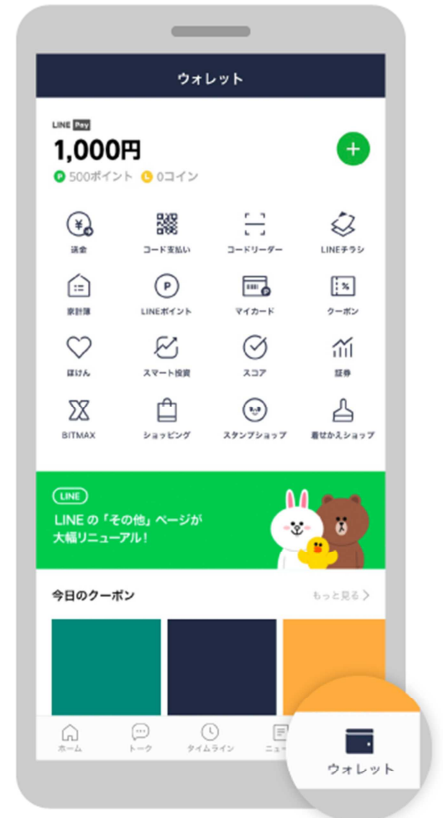 ウォレット
LINE Pay
1,000円
P 500ポイント L 0コイン
送金 コード支払い コードリーダー LINEチラシ
家計簿 LINEポイント マイカード クーポン
ほけん スマート投資 スコア 証券
BITMAX ショッピング スタンプショップ 着せかえショップ
LINE
LINE の「その他」ページが
大幅リニューアル!
今日のクーポン もっと見る
ホーム トーク タイムライン ニュー ウォレット